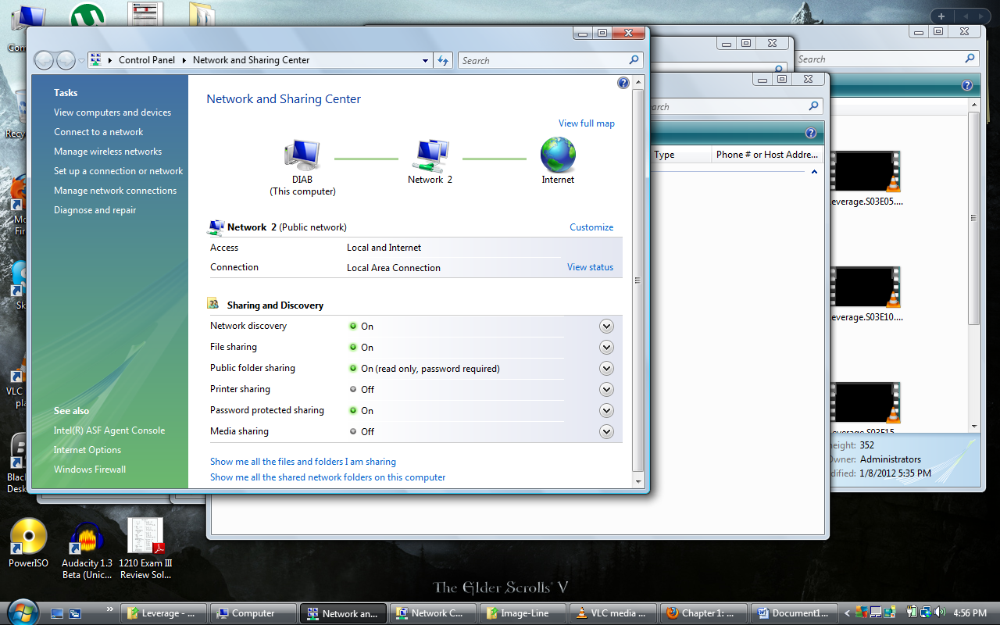 Control Panel
Network and Sharing Center
Search
Search
Search
Tasks
View computers and devices
Connect to a network
Manage wireless networks
Set up a connection or network
Manage network connections
Diagnose and repair
See also
Intel(R) ASF Agent Console
Internet Options
Windows Firewall
Network and Sharing Center
View full map
DIAB
(This computer)
Network 2
Internet
Network 2 (Public network)
Customize
Access
Local and Internet
Connection
Local Area Connection
View status
Sharing and Discovery
Network discovery
On
File sharing
On
Public folder sharing
On (read only, password required)
Printer sharing
Off
Password protected sharing
On
Media sharing
Off
Show me all the files and folders I am sharing
Show me all the shared network folders on this computer
Type
Phone # or Host Addre...
everage.S03E05....
everage.S03E10....
everage.S03E15
eight: 352
Owner: Administrators
dified: 1/8/2012 5:35 PM
VLC
Black
Desk
PowerISO
Audacity 1.3
Beta (Unic...
1210 Exam III
Review Sol...
The Elder Scrolls V
Leverage - ...
Computer
Network an...
Network C...
Image-Line
VLC media ...
Chapter 1: ...
Document1...
4:56 PM